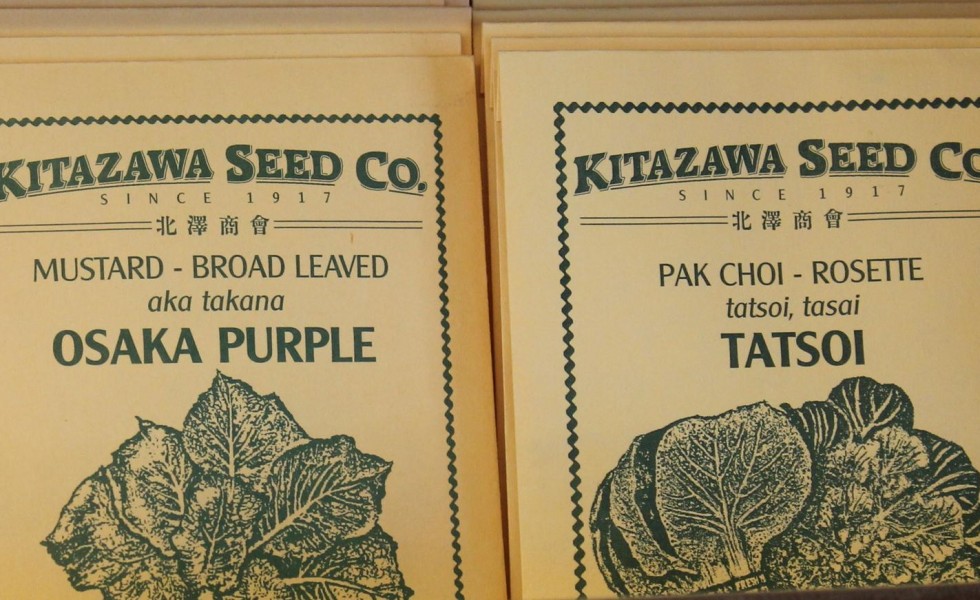 KITAZAWA SEED CO.
SINCE 1917
北澤商會
MUSTARD - BROAD LEAVED
aka takana
OSAKA PURPLE
KITAZAWA SEED CO
SINCE 1917
北澤商會
PAK CHOI - ROSETTE
tatsoi, tasai
TATSOI